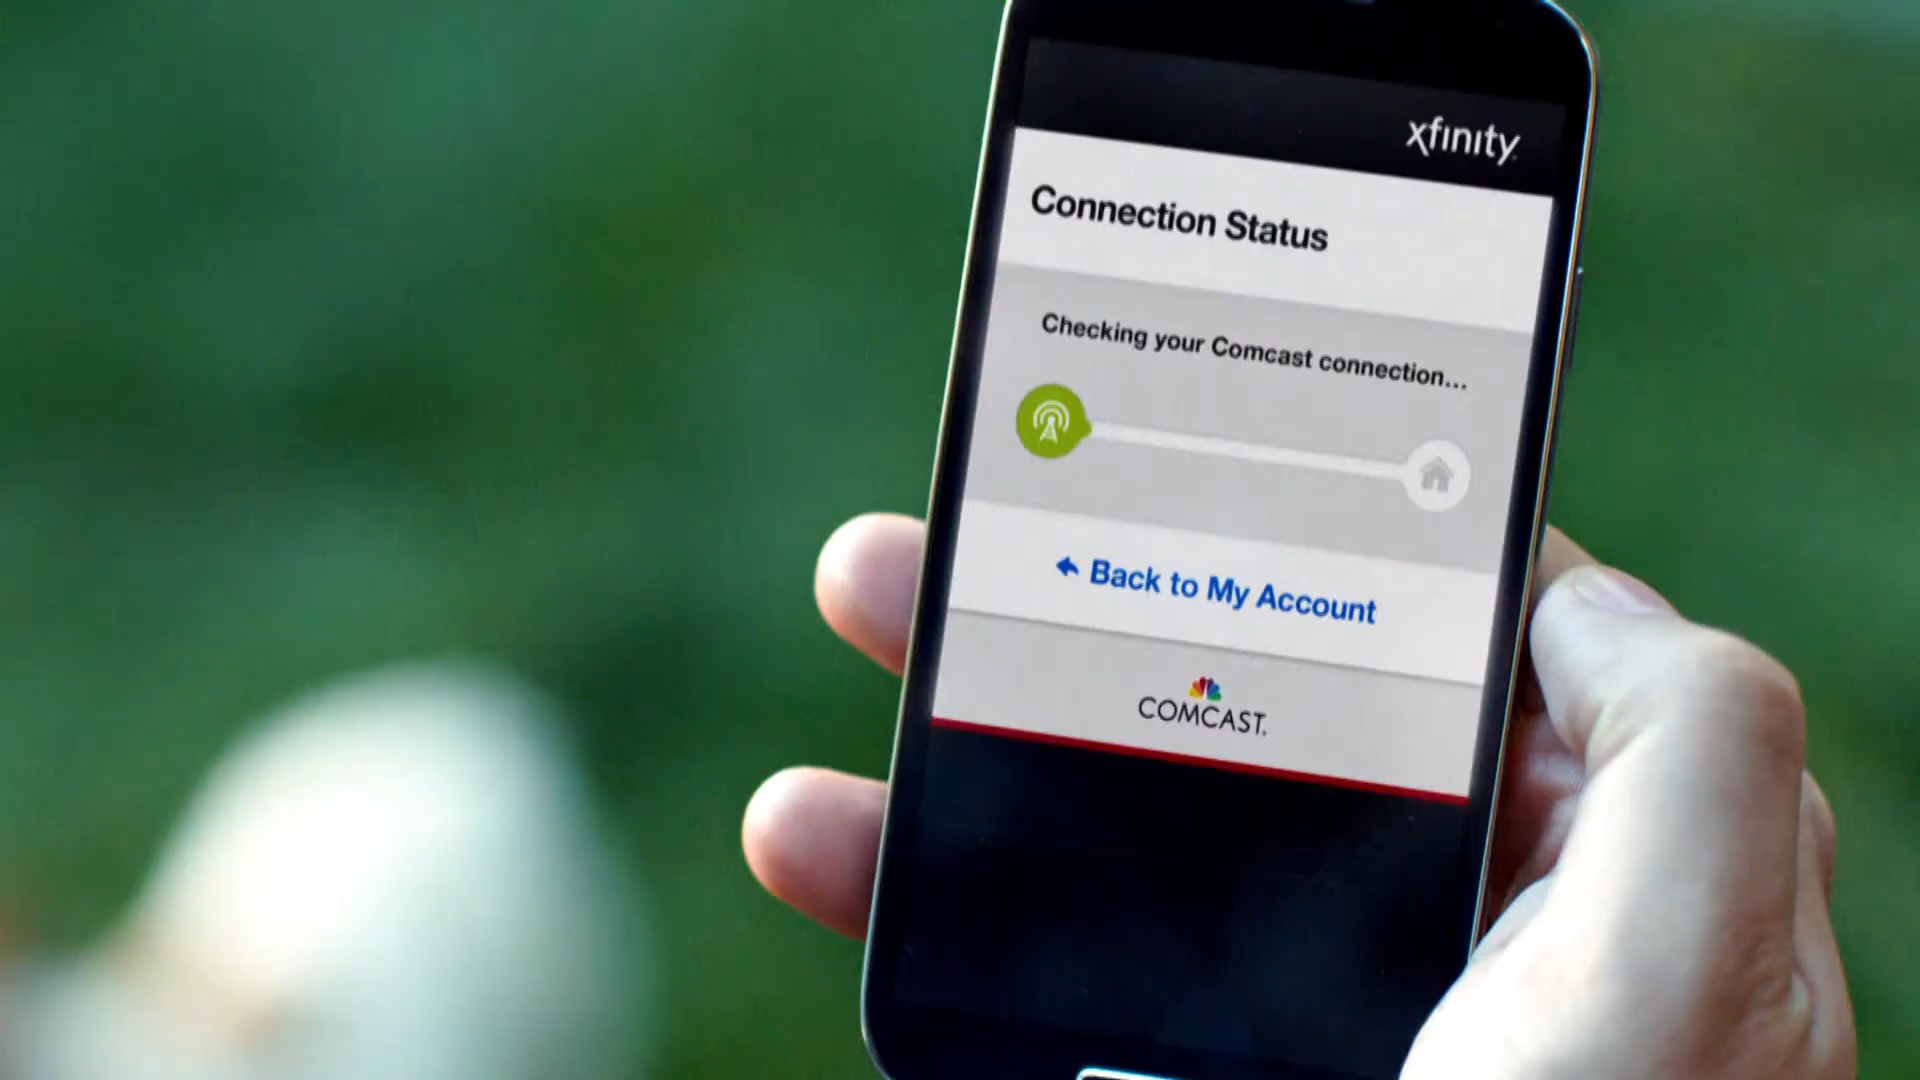 xfinity
Connection Status
Checking your Comcast connection...
Back to My Account
COMCAST.